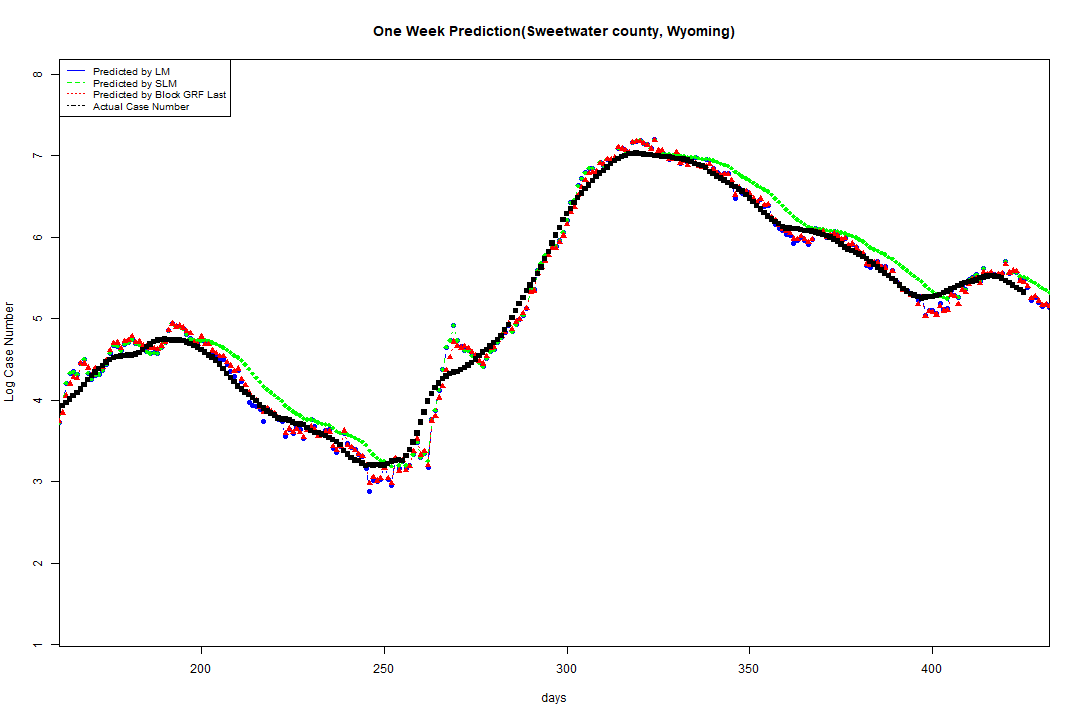 One Week Prediction(Sweetwater county, Wyoming)
Predicted by LM
Predicted by SLM
Predicted by Block GRF Last
Actual Case Number
8
7
6
5
4
3
2
1
Log Case Number
200 250 300 350 400
days